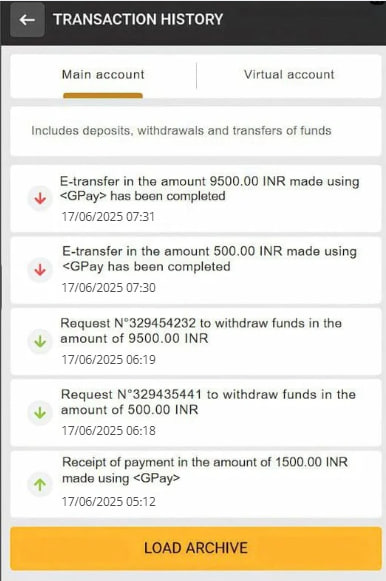 TRANSACTION HISTORY
Main account
Virtual account
Includes deposits, withdrawals and transfers of funds
E-transfer in the amount 9500.00 INR made using
<GPay> has been completed
17/06/2025 07:31
E-transfer in the amount 500.00 INR made using
<GPay has been completed
17/06/2025 07:30
Request N°329454232 to withdraw funds in the
amount of 9500.00 INR
17/06/2025 06:19
Request N°329435441 to withdraw funds in the
amount of 500.00 INR
17/06/2025 06:18
Receipt of payment in the amount of 1500.00 INR
made using <GPay>
17/06/2025 05:12
LOAD ARCHIVE